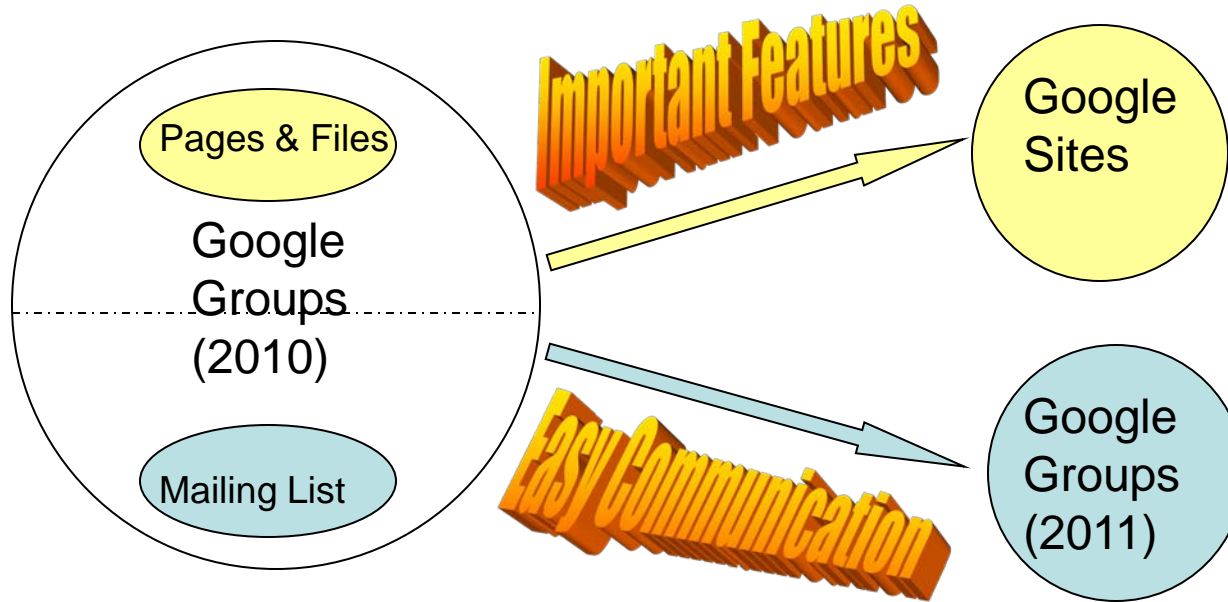 Pages & Files
Google
Groups
(2010)
Mailing List
Important Features
Easy Communication
Google
Sites
Google
Groups
(2011)